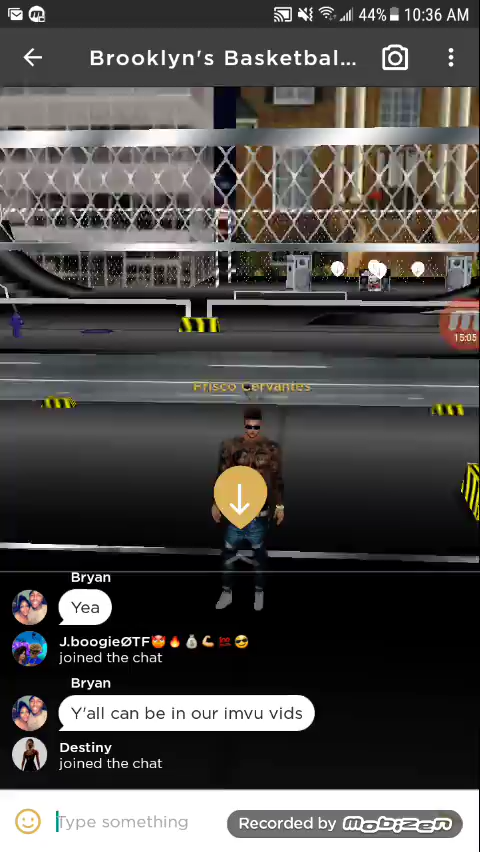 44% 10:36 AM
Brooklyn's Basketbal...
15:05
Frisco Cervantes
Bryan
Yea
J.boogieØTF🥰🔥💰💪🏽💯😎
joined the chat
Bryan
Y'all can be in our imvu vids
Destiny
joined the chat
Type something
Recorded by mobizen